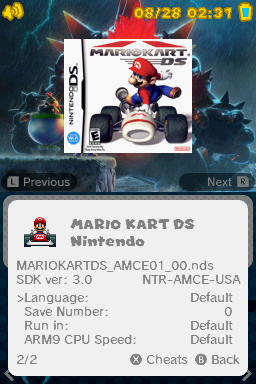 08/28 02:31
NINTENDO DS
MARIOKART
DS
EVERYONE
E
L Previous
Next R
MARIO KART DS
Nintendo
MARIOKARTDS_AMCE01_00.nds
SDK ver: 3.0
NTR-AMCE-USA
>Language: Default
Save Number: 0
Run in: Default
ARM9 CPU Speed: Default
2/2
X Cheats B Back